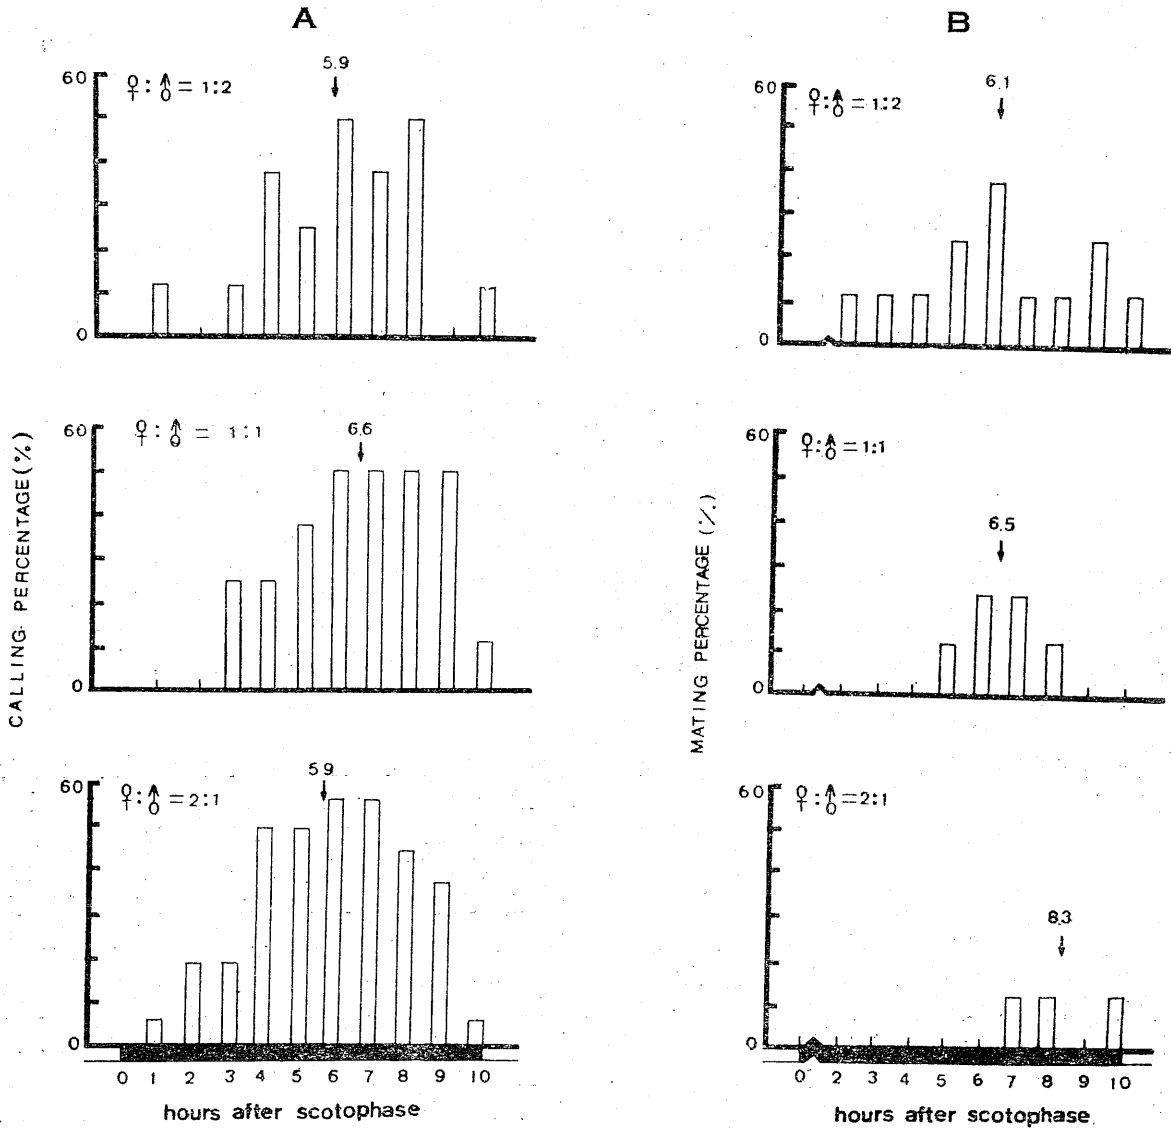 A
B
5.9
60
♀:♂ = 1:2
0
6.1
60
♀:♂ = 1:2
0
CALLING PERCENTAGE (%)
60
♀:♂ = 1:1
6.6
0
MATING PERCENTAGE (%)
60
♀:♂ = 1:1
6.5
0
5.9
60
♀:♂ = 2:1
0
0 1 2 3 4 5 6 7 8 9 10
hours after scotophase
60
♀:♂ = 2:1
8.3
0
0 2 3 4 5 6 7 8 9 10
hours after scotophase